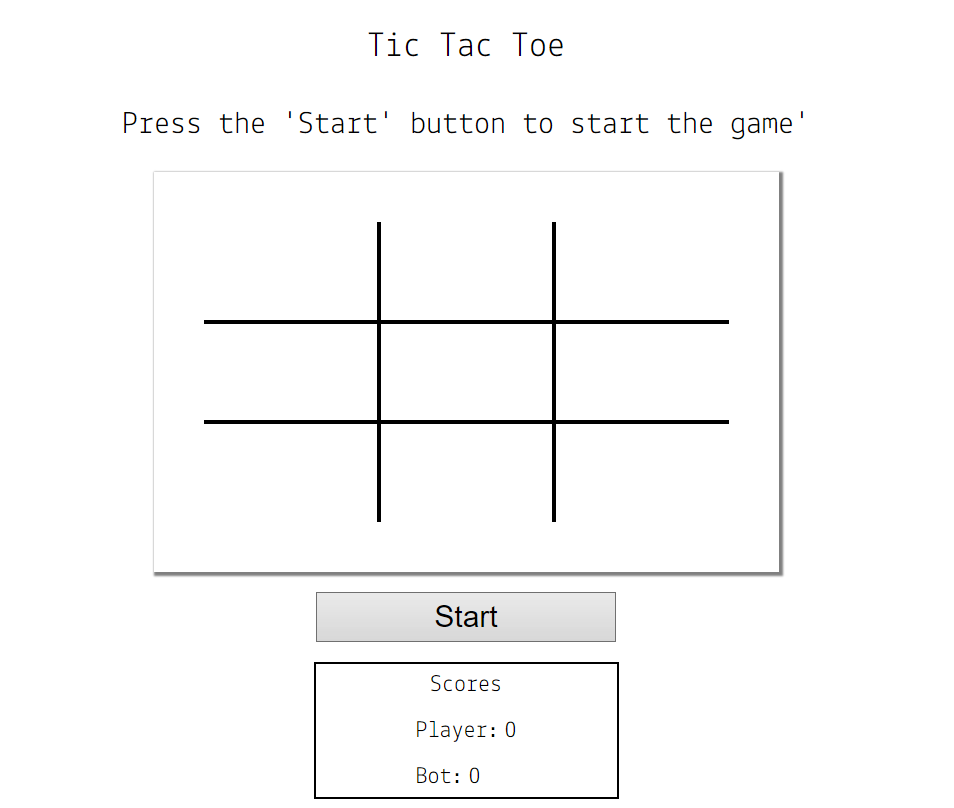 Tic Tac Toe
Press the 'Start' button to start the game'
Start
Scores
Player: 0
Bot: 0